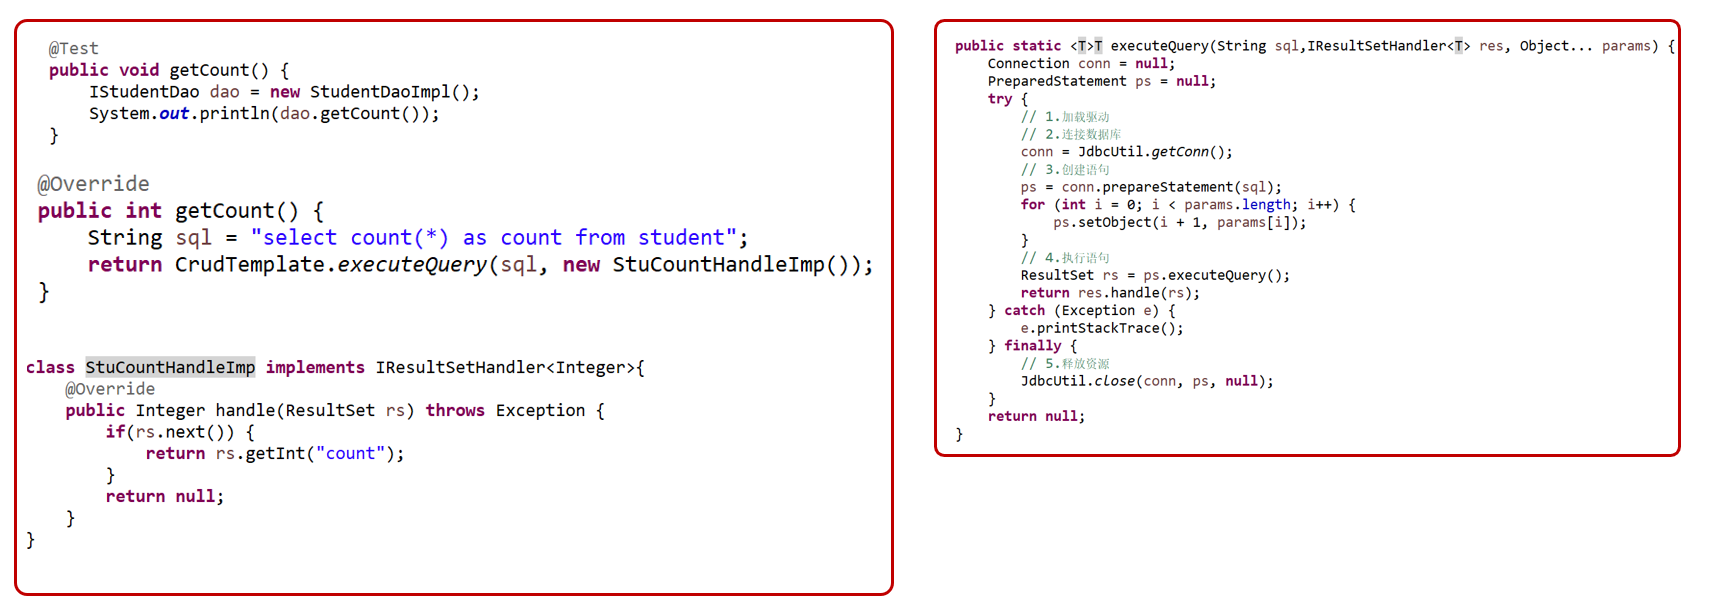 @Test
public void getCount() {
IStudentDao dao = new StudentDaoImpl();
System.out.println(dao.getCount());
}
@Override
public int getCount() {
String sql = "select count(*) as count from student";
return CrudTemplate.executeQuery(sql, new StuCountHandleImp());
}
class StuCountHandleImp implements IResultSetHandler<Integer>{
@Override
public Integer handle(ResultSet rs) throws Exception {
if(rs.next()) {
return rs.getInt("count");
}
return null;
}
}
public static <T>T executeQuery(String sql,IResultSetHandler<T> res, Object... params) {
Connection conn = null;
PreparedStatement ps = null;
try {
// 1.加载驱动
// 2.连接数据库
conn = JdbcUtil.getConn();
// 3.创建语句
ps = conn.prepareStatement(sql);
for (int i = 0; i < params.length; i++) {
ps.setObject(i + 1, params[i]);
}
// 4.执行语句
ResultSet rs = ps.executeQuery();
return res.handle(rs);
} catch (Exception e) {
e.printStackTrace();
} finally {
// 5.释放资源
JdbcUtil.close(conn, ps, null);
}
return null;
}